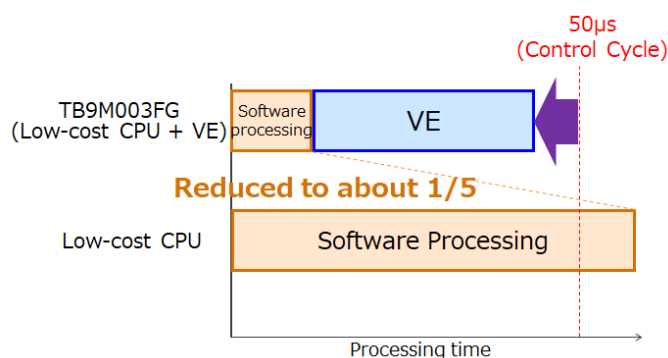 50µs
(Control Cycle)
TB9M003FG
(Low-cost CPU + VE)
Software
processing
VE
Reduced to about 1/5
Low-cost CPU
Software Processing
Processing time